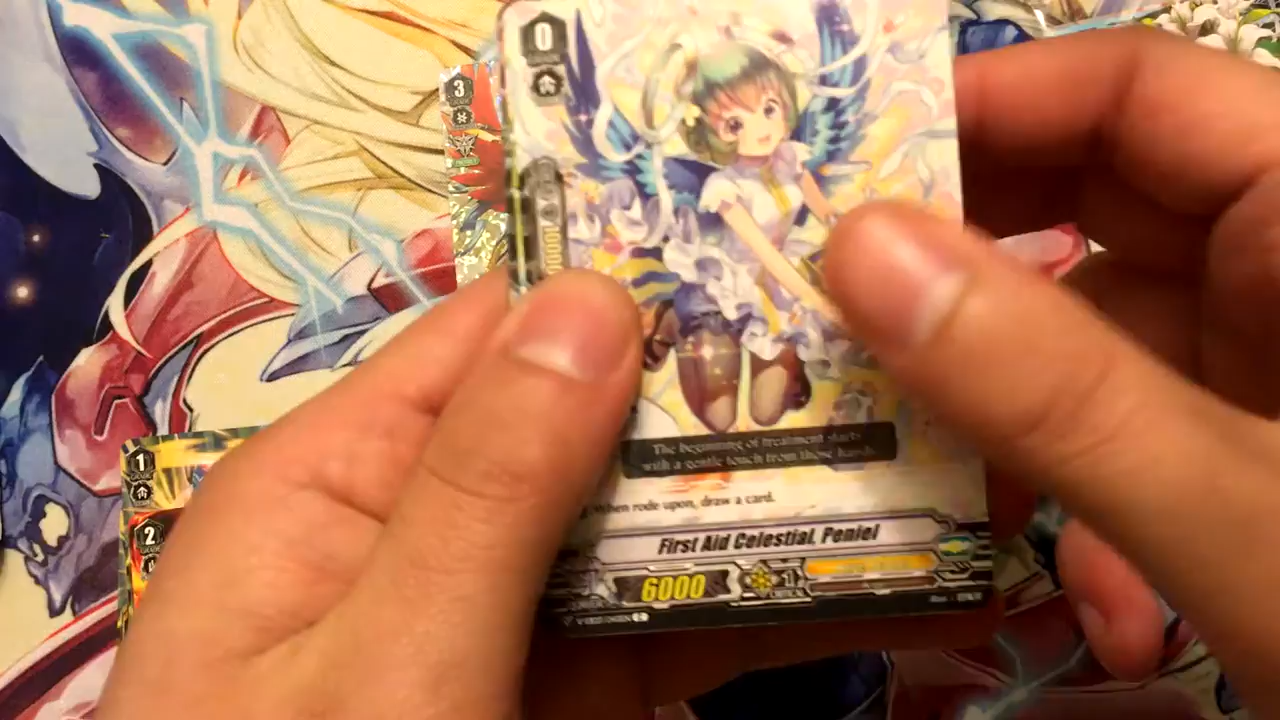 0
3
10000
The beginning of treatment starts
with a gentle touch from those hands.
When rode upon, draw a card.
First Aid Celestial, Peniel
6000
1
1
2